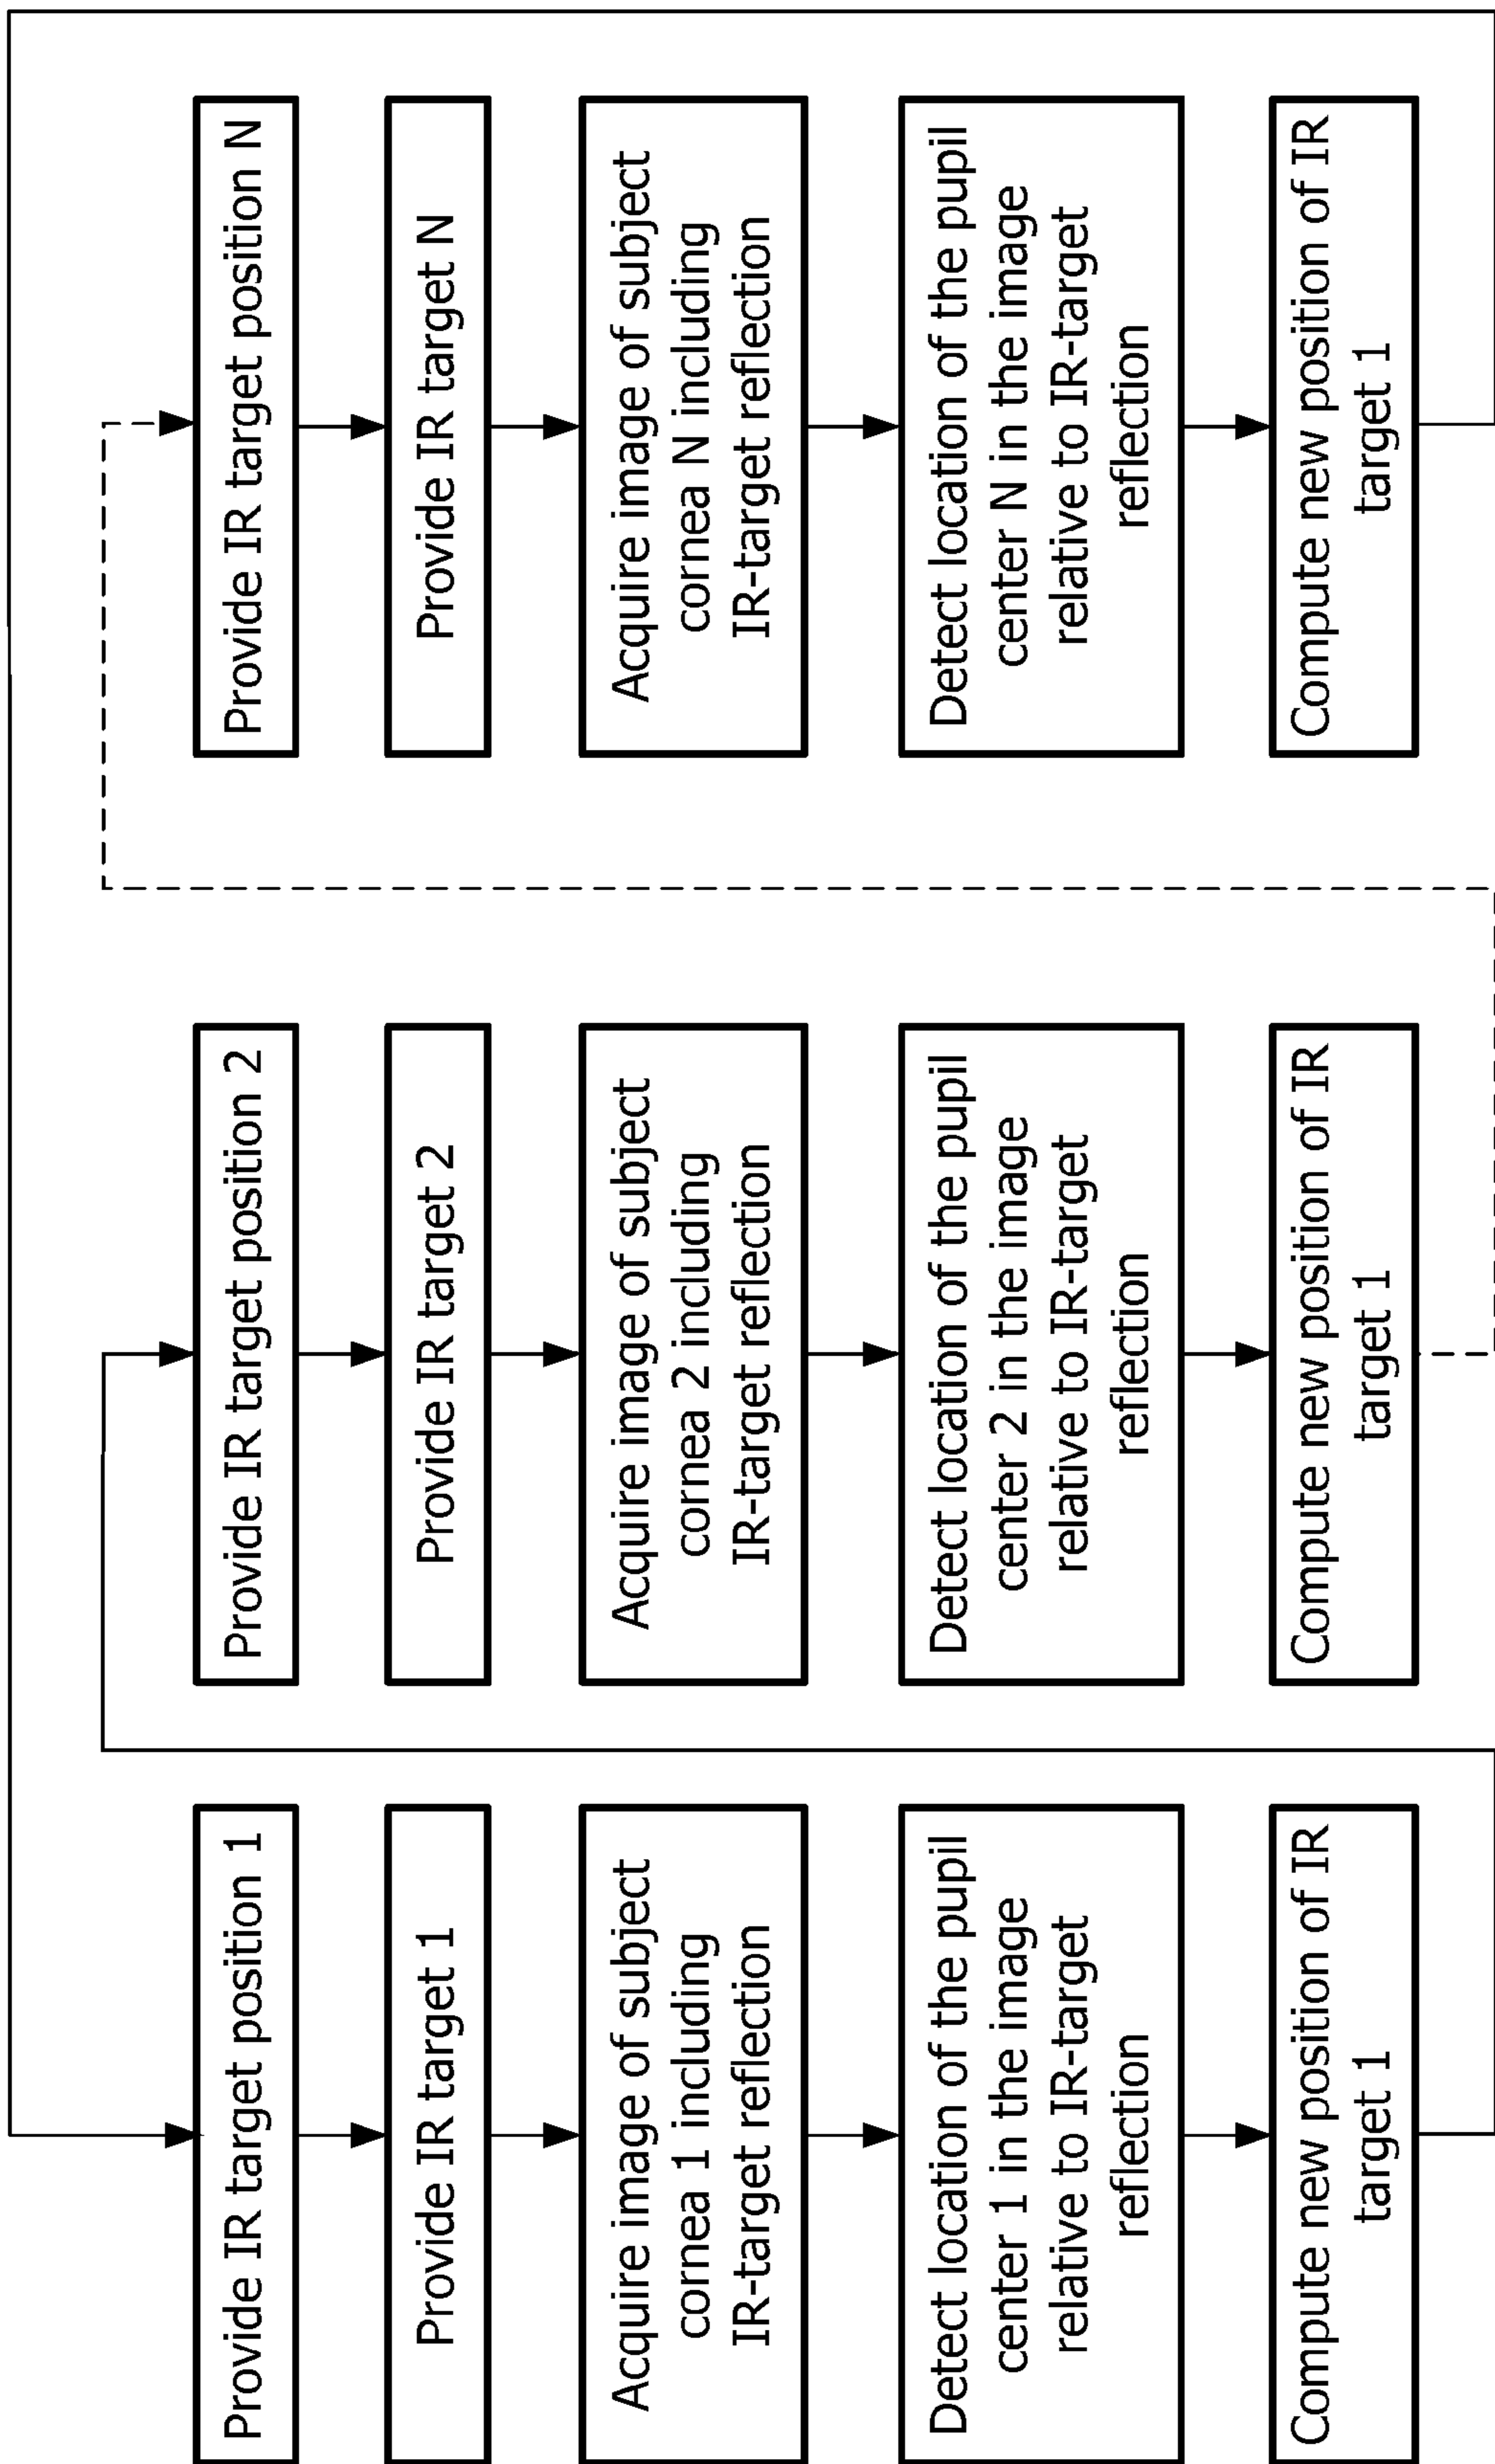 Provide IR target position 1
Provide IR target 1
Acquire image of subject
cornea 1 including
IR-target reflection
Detect location of the pupil
center 1 in the image
relative to IR-target
reflection
Compute new position of IR
target 1
Provide IR target position 2
Provide IR target 2
Acquire image of subject
cornea 2 including
IR-target reflection
Detect location of the pupil
center 2 in the image
relative to IR-target
reflection
Compute new position of IR
target 1
Provide IR target position N
Provide IR target N
Acquire image of subject
cornea N including
IR-target reflection
Detect location of the pupil
center N in the image
relative to IR-target
reflection
Compute new position of IR
target 1